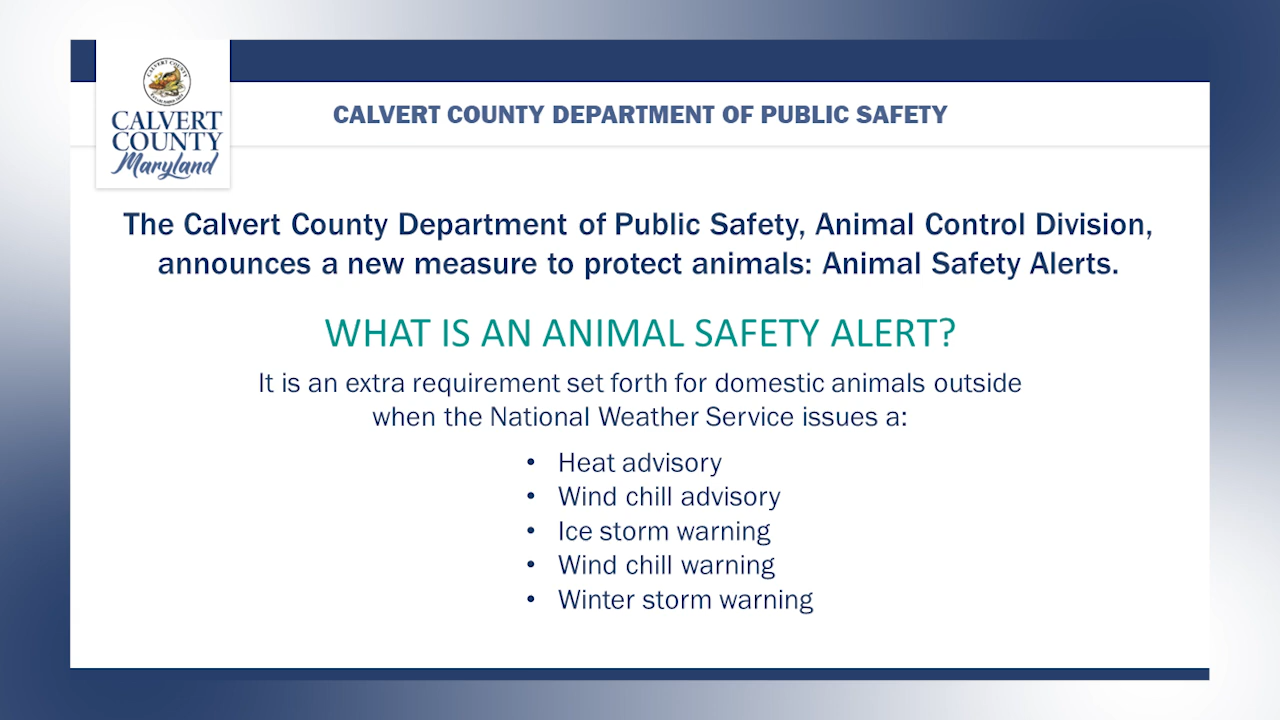 CALVERT COUNTY
CALVERT
COUNTY
Maryland
CALVERT COUNTY DEPARTMENT OF PUBLIC SAFETY
The Calvert County Department of Public Safety, Animal Control Division,
announces a new measure to protect animals: Animal Safety Alerts.
WHAT IS AN ANIMAL SAFETY ALERT?
It is an extra requirement set forth for domestic animals outside
when the National Weather Service issues a:
• Heat advisory
• Wind chill advisory
• Ice storm warning
• Wind chill warning
• Winter storm warning